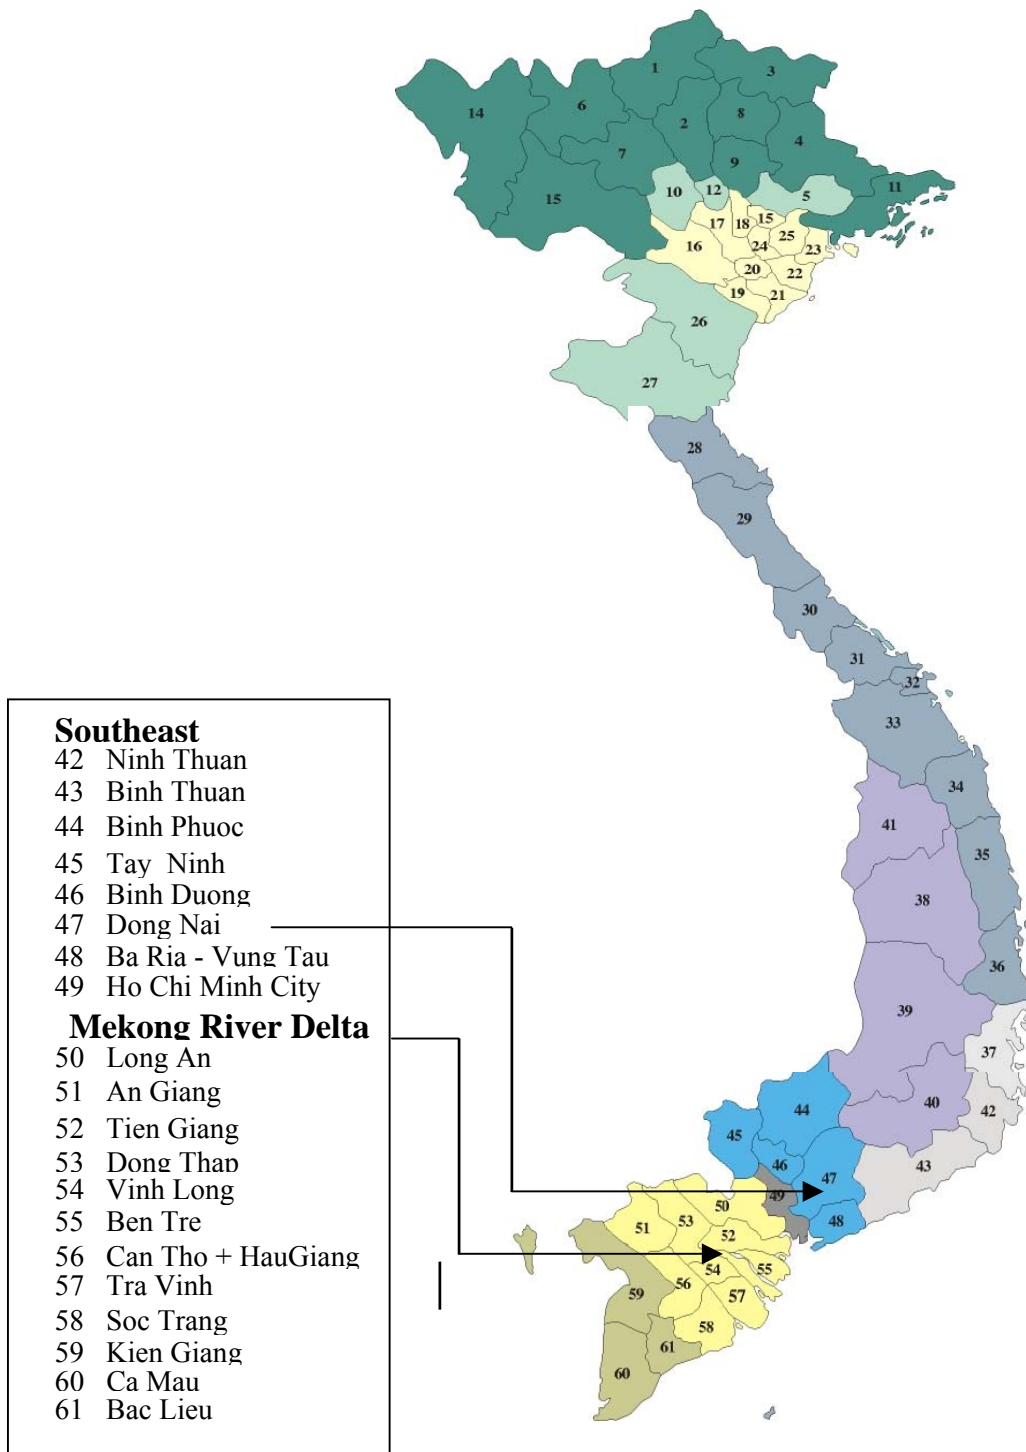 1
3
6
14
8
2
4
7
9
11
5
10
12
15
17
18
15
25
24
23
16
20
22
19
21
26
27
28
29
30
31
32
33
34
41
35
38
36
39
37
40
42
44
45
43
46
47
49
48
50
51
53
52
54
55
56
57
59
58
61
60
Southeast
42 Ninh Thuan
43 Binh Thuan
44 Binh Phuoc
45 Tay Ninh
46 Binh Duong
47 Dong Nai
48 Ba Ria - Vung Tau
49 Ho Chi Minh City
Mekong River Delta
50 Long An
51 An Giang
52 Tien Giang
53 Dong Thap
54 Vinh Long
55 Ben Tre
56 Can Tho + HauGiang
57 Tra Vinh
58 Soc Trang
59 Kien Giang
60 Ca Mau
61 Bac Lieu